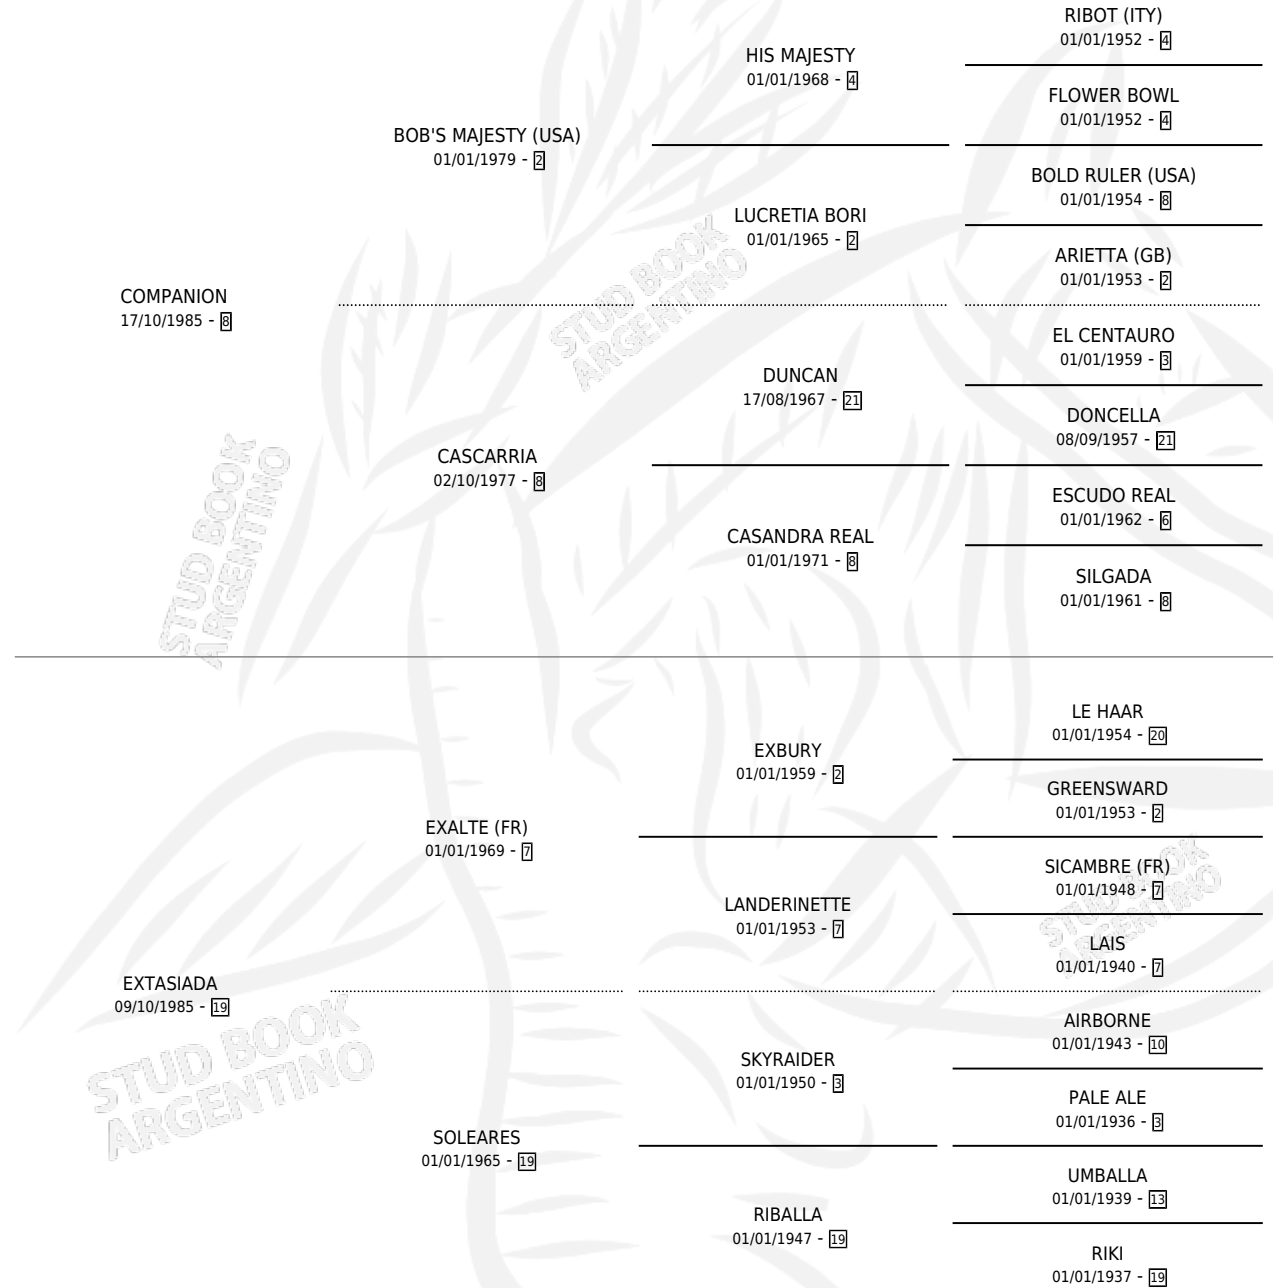 RIBOT (ITY)
01/01/1952 - 4
HIS MAJESTY
01/01/1968 - 4
FLOWER BOWL
01/01/1952 - 4
BOB'S MAJESTY (USA)
01/01/1979 - 2
BOLD RULER (USA)
01/01/1954 - 8
LUCRETIA BORI
01/01/1965 - 2
ARIETTA (GB)
01/01/1953 - 2
COMPANION
17/10/1985 - 8
EL CENTAURO
01/01/1959 - 3
DUNCAN
17/08/1967 - 21
DONCELLA
08/09/1957 - 21
CASCARRIA
02/10/1977 - 8
ESCUDO REAL
01/01/1962 - 6
CASANDRA REAL
01/01/1971 - 8
SILGADA
01/01/1961 - 8
LE HAAR
01/01/1954 - 20
EXBURY
01/01/1959 - 2
GREENSWARD
01/01/1953 - 2
EXALTE (FR)
01/01/1969 - 7
SICAMBRE (FR)
01/01/1948 - 7
LANDERINETTE
01/01/1953 - 7
LAIS
01/01/1940 - 7
EXTASIADA
09/10/1985 - 19
AIRBORNE
01/01/1943 - 10
SKYRAIDER
01/01/1950 - 3
PALE ALE
01/01/1936 - 3
SOLEARES
01/01/1965 - 19
UMBALLA
01/01/1939 - 13
RIBALLA
01/01/1947 - 19
RIKI
01/01/1937 - 19
STUD BOOK
ARGENTINO
STUD BOOK
ARGENTINO
STUD BOOK
ARGENTINO
STUD BOOK
ARGENTINO